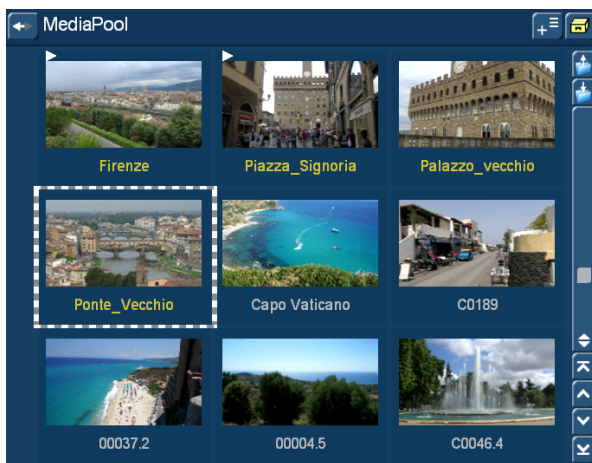 MediaPool
Firenze
Piazza_Signoria
Palazzo_vecchio
Ponte_Vecchio
Capo Vaticano
C0189
00037.2
00004.5
C0046.4